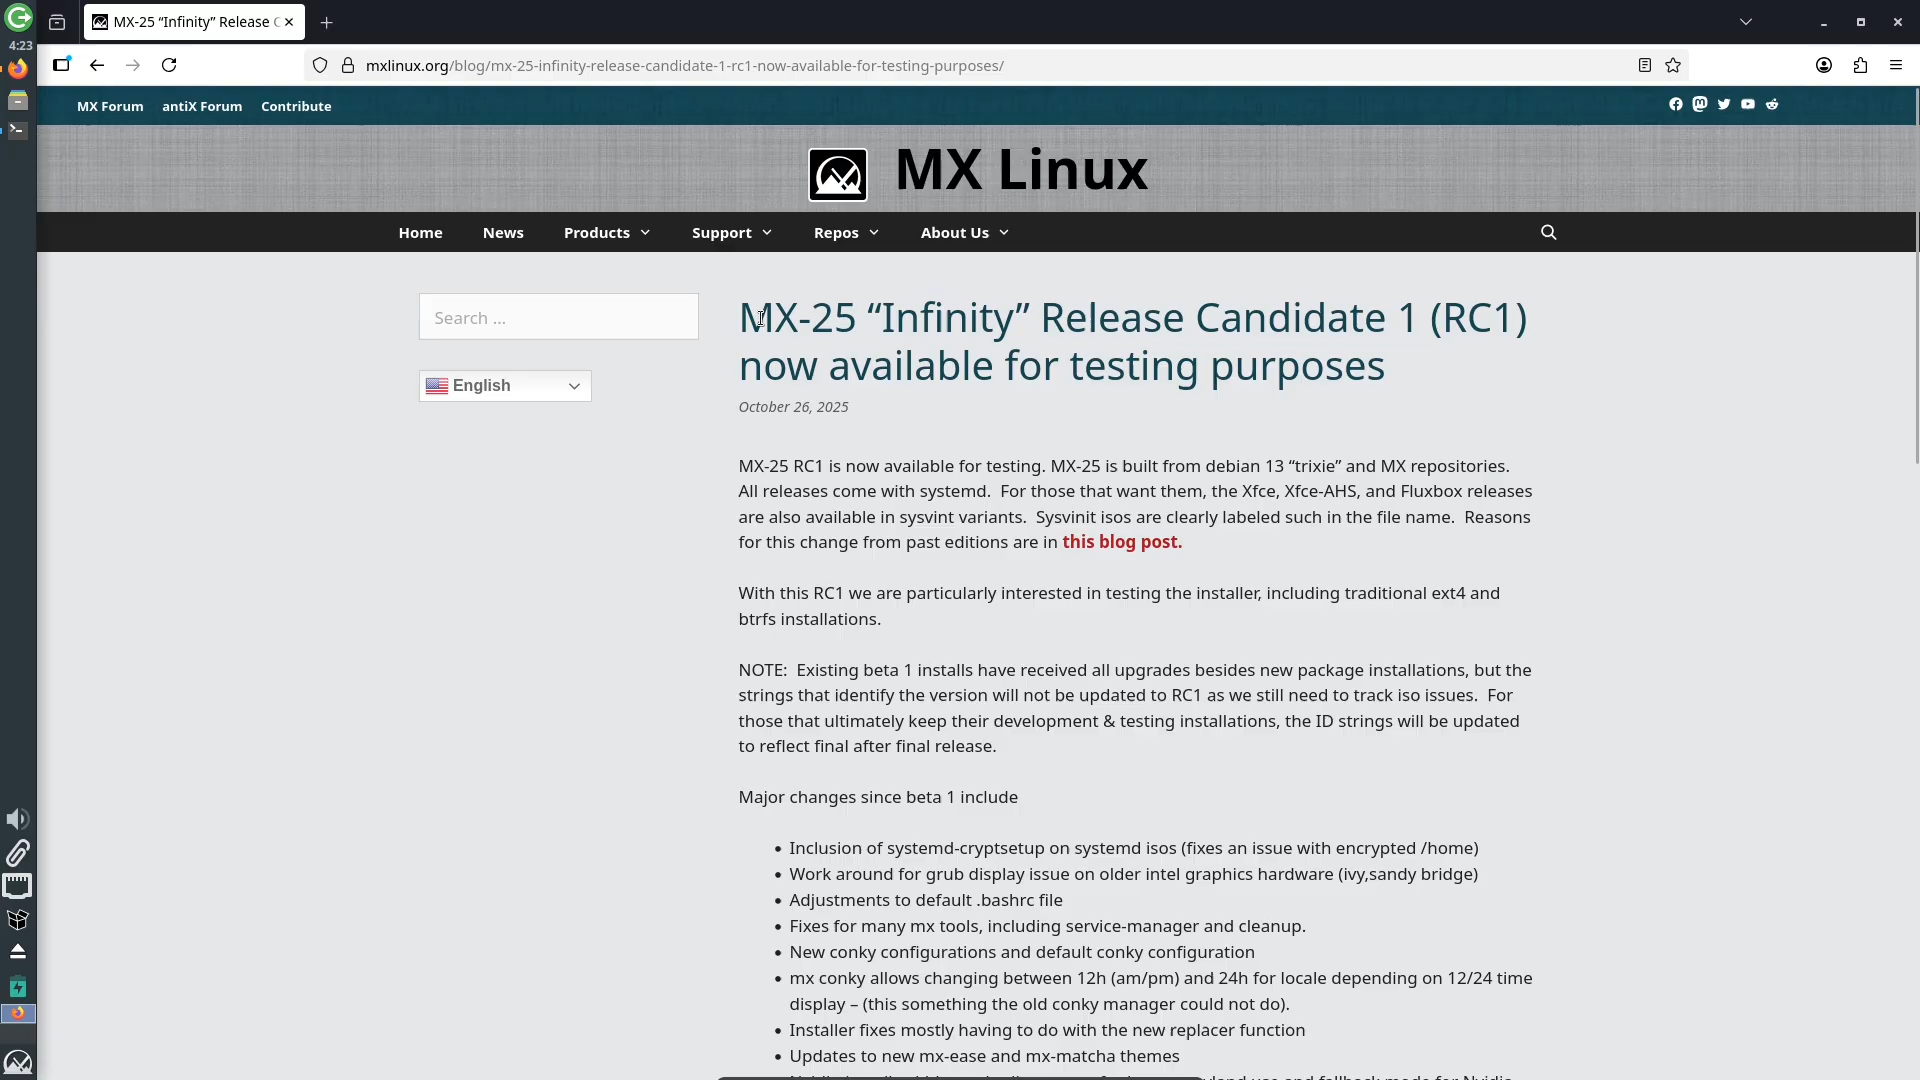 MX-25 “Infinity” Release C
4:23
mxlinux.org/blog/mx-25-infinity-release-candidate-1-rc1-now-available-for-testing-purposes/
MX Forum antiX Forum Contribute
MX Linux
Home News Products Support Repos About Us
Search ...
English
MX-25 “Infinity” Release Candidate 1 (RC1)
now available for testing purposes
October 26, 2025
MX-25 RC1 is now available for testing. MX-25 is built from debian 13 “trixie” and MX repositories.
All releases come with systemd.  For those that want them, the Xfce, Xfce-AHS, and Fluxbox releases
are also available in sysvint variants.  Sysvinit isos are clearly labeled such in the file name.  Reasons
for this change from past editions are in this blog post.
With this RC1 we are particularly interested in testing the installer, including traditional ext4 and
btrfs installations.
NOTE:  Existing beta 1 installs have received all upgrades besides new package installations, but the
strings that identify the version will not be updated to RC1 as we still need to track iso issues.  For
those that ultimately keep their development & testing installations, the ID strings will be updated
to reflect final after final release.
Major changes since beta 1 include
• Inclusion of systemd-cryptsetup on systemd isos (fixes an issue with encrypted /home)
• Work around for grub display issue on older intel graphics hardware (ivy,sandy bridge)
• Adjustments to default .bashrc file
• Fixes for many mx tools, including service-manager and cleanup.
• New conky configurations and default conky configuration
• mx conky allows changing between 12h (am/pm) and 24h for locale depending on 12/24 time
display – (this something the old conky manager could not do).
• Installer fixes mostly having to do with the new replacer function
• Updates to new mx-ease and mx-matcha themes